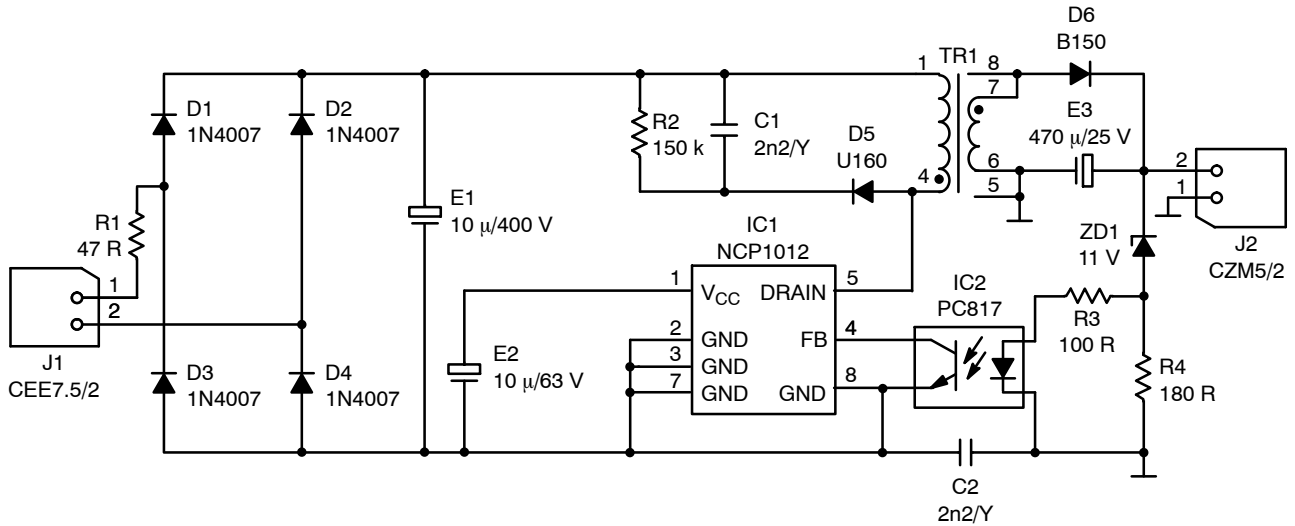 D6
B150
1
TR1
8
7
D1
1N4007
D2
1N4007
R2
150 k
C1
2n2/Y
D5
U160
E3
470 μ/25 V
4
6
5
2
1
J2
CZM5/2
R1
47 R
E1
10 μ/400 V
ZD1
11 V
IC1
NCP1012
1
2
J1
CEE7.5/2
1
VCC
DRAIN
5
IC2
PC817
R3
100 R
2
GND
FB
4
3
GND
7
GND
GND
8
E2
10 μ/63 V
D3
1N4007
D4
1N4007
R4
180 R
C2
2n2/Y